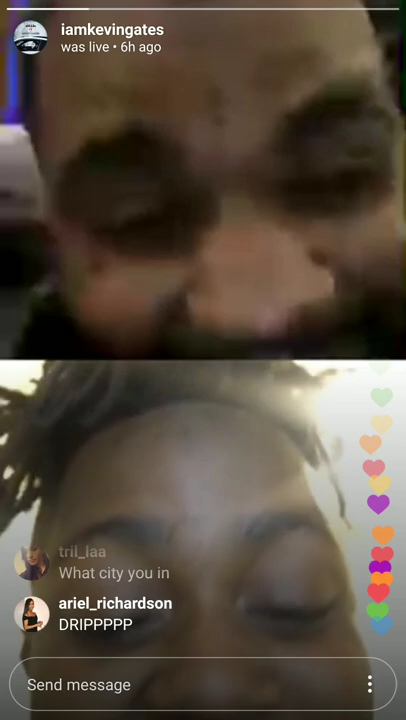 iamkevingates
was live • 6h ago
tril_laa
What city you in
ariel_richardson
DRIPPPPP
Send message